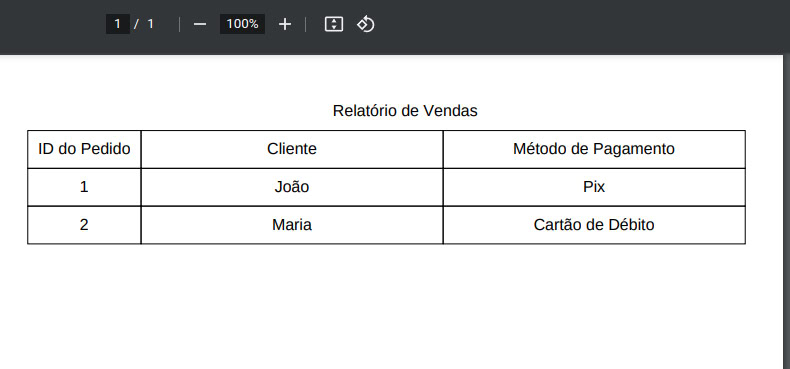 1 / 1 100%
Relatório de Vendas
ID do Pedido Cliente Método de Pagamento
1 João Pix
2 Maria Cartão de Débito